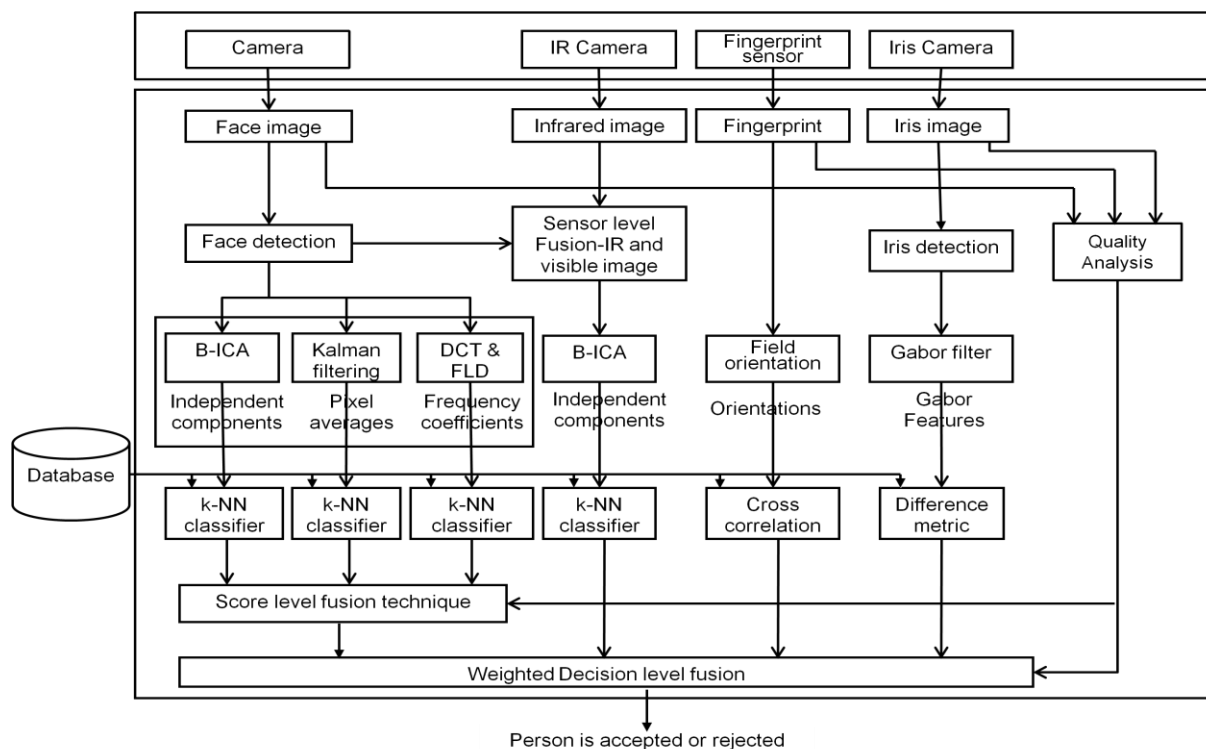 Camera
IR Camera
Fingerprint
sensor
Iris Camera
Face image
Infrared image
Fingerprint
Iris image
Face detection
Sensor level
Fusion-IR and
visible image
Iris detection
Quality
Analysis
B-ICA
Kalman
filtering
DCT &
FLD
B-ICA
Field
orientation
Gabor filter
Independent
components
Pixel
averages
Frequency
coefficients
Independent
components
Orientations
Gabor
Features
Database
k-NN
classifier
k-NN
classifier
k-NN
classifier
k-NN
classifier
Cross
correlation
Difference
metric
Score level fusion technique
Weighted Decision level fusion
Person is accepted or rejected